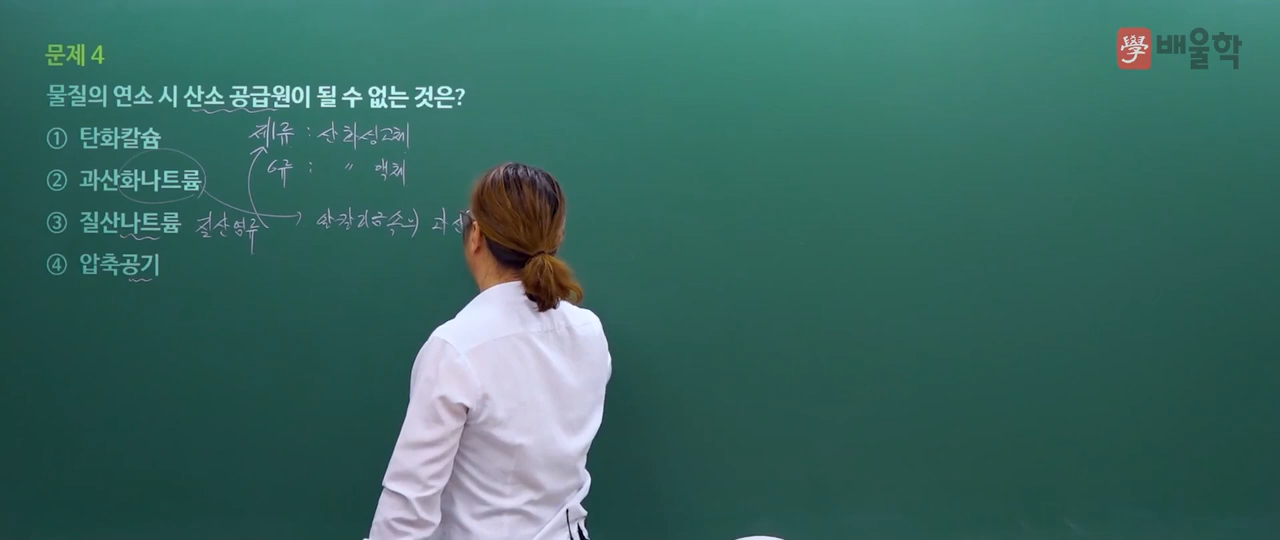 學 배울학
문제 4
물질의 연소 시 산소 공급원이 될 수 없는 것은?
① 탄화칼슘
제1류 : 산화성고체
② 과산화나트륨
6류 : 〃 액체
③ 질산나트륨 질산염류 → 알칼리금속의 과산
④ 압축공기